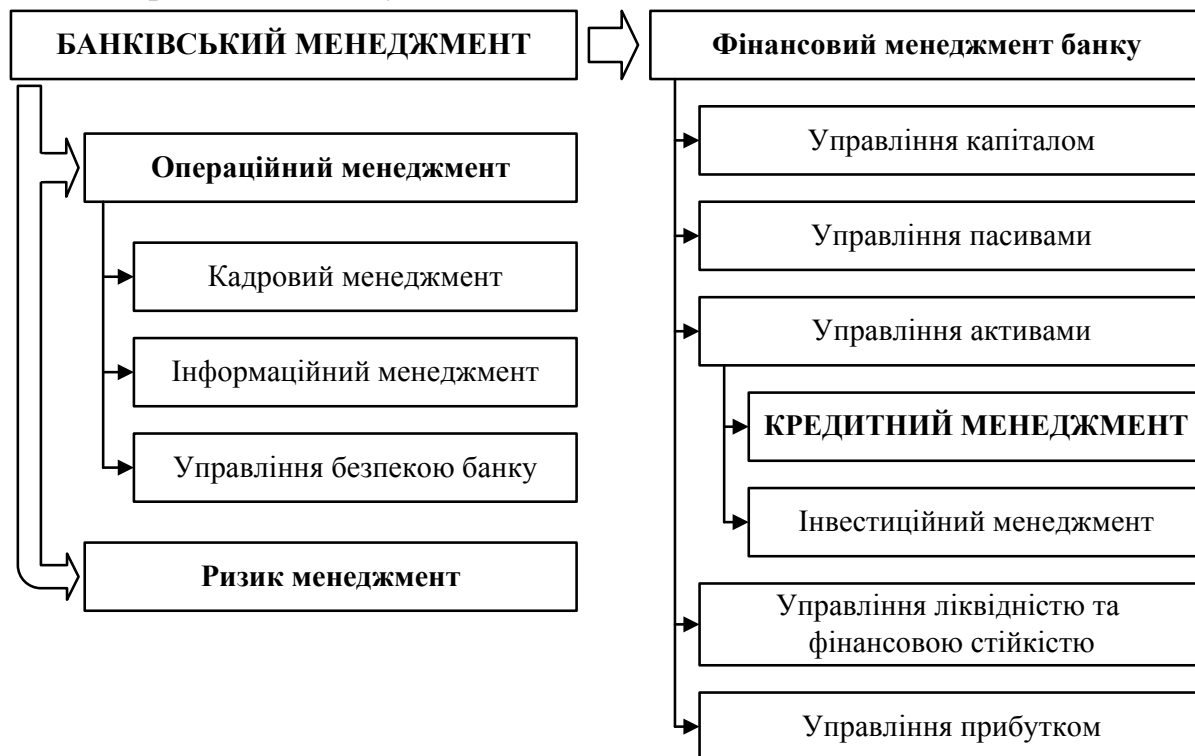 БАНКІВСЬКИЙ МЕНЕДЖМЕНТ
Фінансовий менеджмент банку
Операційний менеджмент
Кадровий менеджмент
Інформаційний менеджмент
Управління безпекою банку
Ризик менеджмент
Управління капіталом
Управління пасивами
Управління активами
КРЕДИТНИЙ МЕНЕДЖМЕНТ
Інвестиційний менеджмент
Управління ліквідністю та
фінансовою стійкістю
Управління прибутком